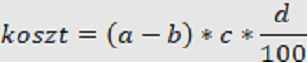 koszt = (a − b) * c * d/100